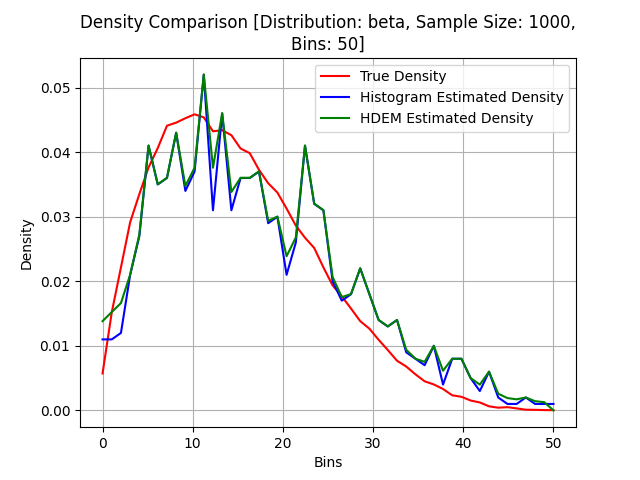 Density Comparison [Distribution: beta, Sample Size: 1000,
Bins: 50]
True Density
Histogram Estimated Density
HDEM Estimated Density
Density
0.05
0.04
0.03
0.02
0.01
0.00
0 10 20 30 40 50
Bins